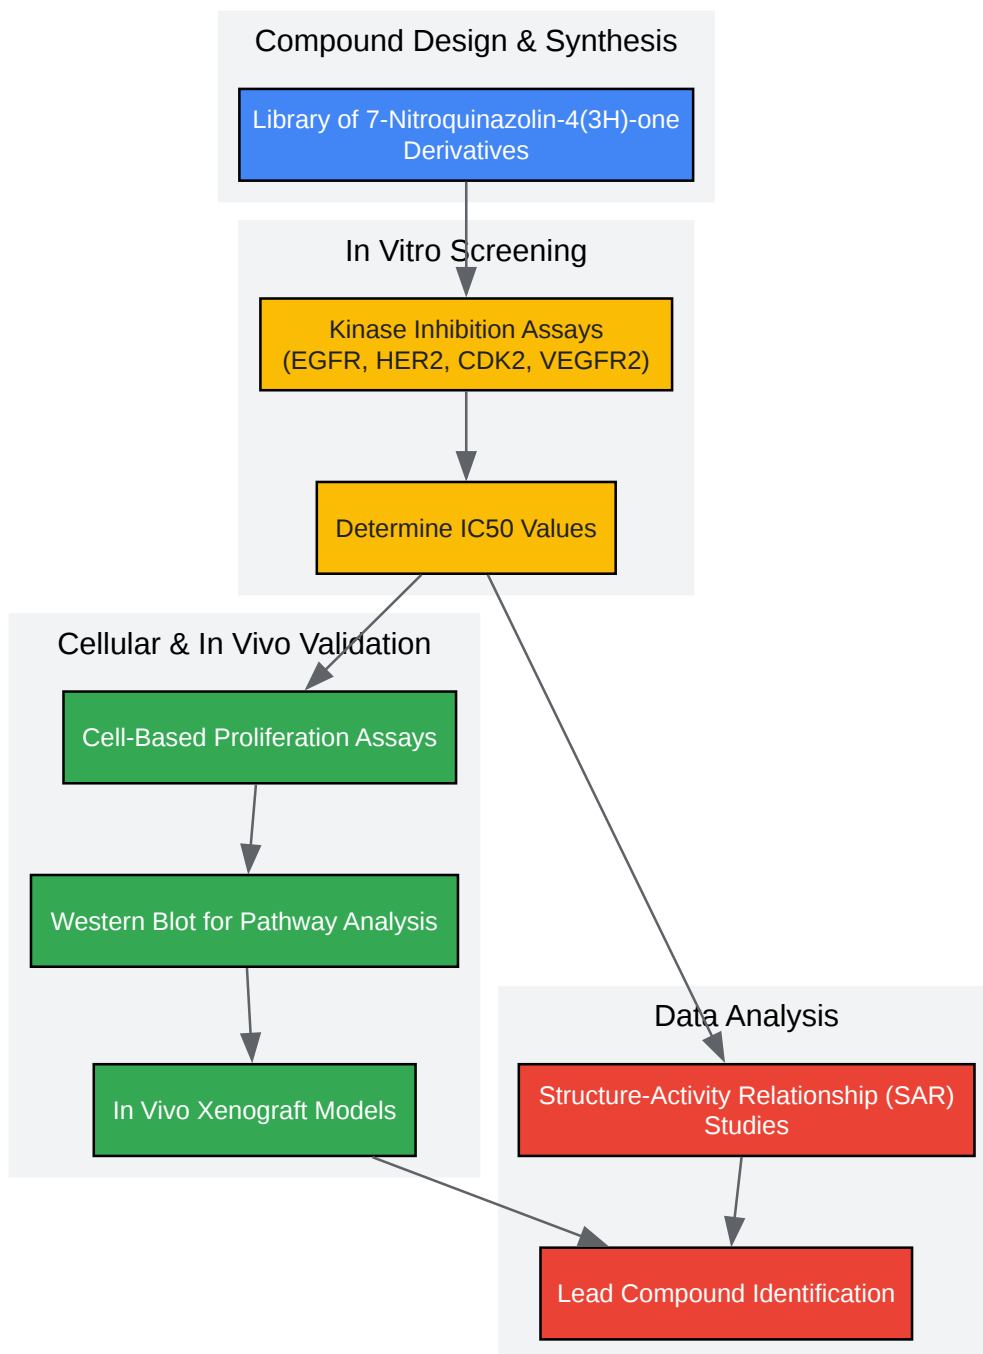 Compound Design & Synthesis
Library of 7-Nitroquinazolin-4(3H)-one
Derivatives
In Vitro Screening
Kinase Inhibition Assays
(EGFR, HER2, CDK2, VEGFR2)
Determine IC50 Values
Cellular & In Vivo Validation
Cell-Based Proliferation Assays
Western Blot for Pathway Analysis
In Vivo Xenograft Models
Data Analysis
Structure-Activity Relationship (SAR)
Studies
Lead Compound Identification